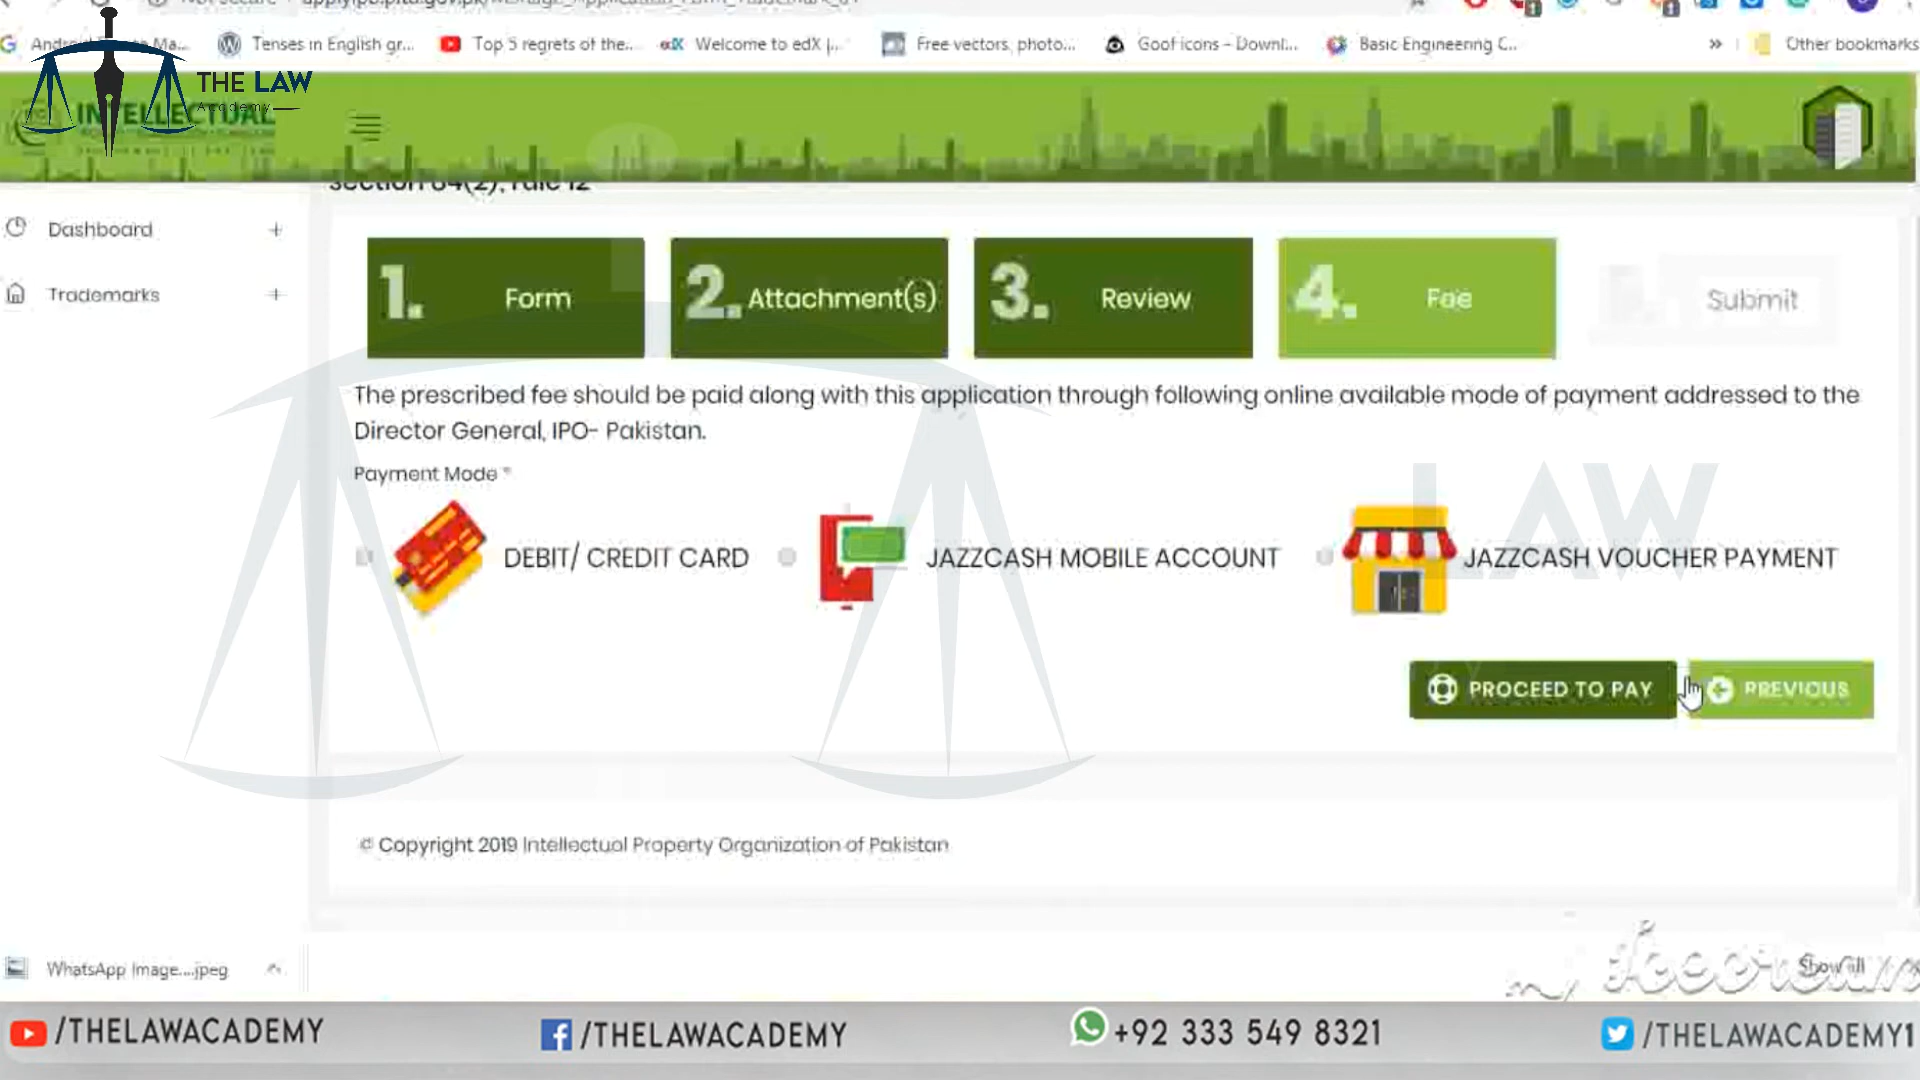 Tenses in English gr...
Top 5 regrets of the...
Welcome to edX |...
Free vectors, photo...
Goof icons – Downl...
Basic Engineering C...
»
Other bookmarks
THE LAW
Academy
INTELLECTUAL
Dashboard +
Trademarks +
1. Form
2. Attachment(s)
3. Review
4. Fee
Submit
The prescribed fee should be paid along with this application through following online available mode of payment addressed to the
Director General, IPO- Pakistan.
Payment Mode *
DEBIT/ CREDIT CARD
JAZZCASH MOBILE ACCOUNT
JAZZCASH VOUCHER PAYMENT
LAW
PROCEED TO PAY
PREVIOUS
© Copyright 2019 Intellectual Property Organization of Pakistan
WhatsApp Image....jpeg
Show all
/THELAWACADEMY
/THELAWACADEMY
+92 333 549 8321
/THELAWACADEMY1